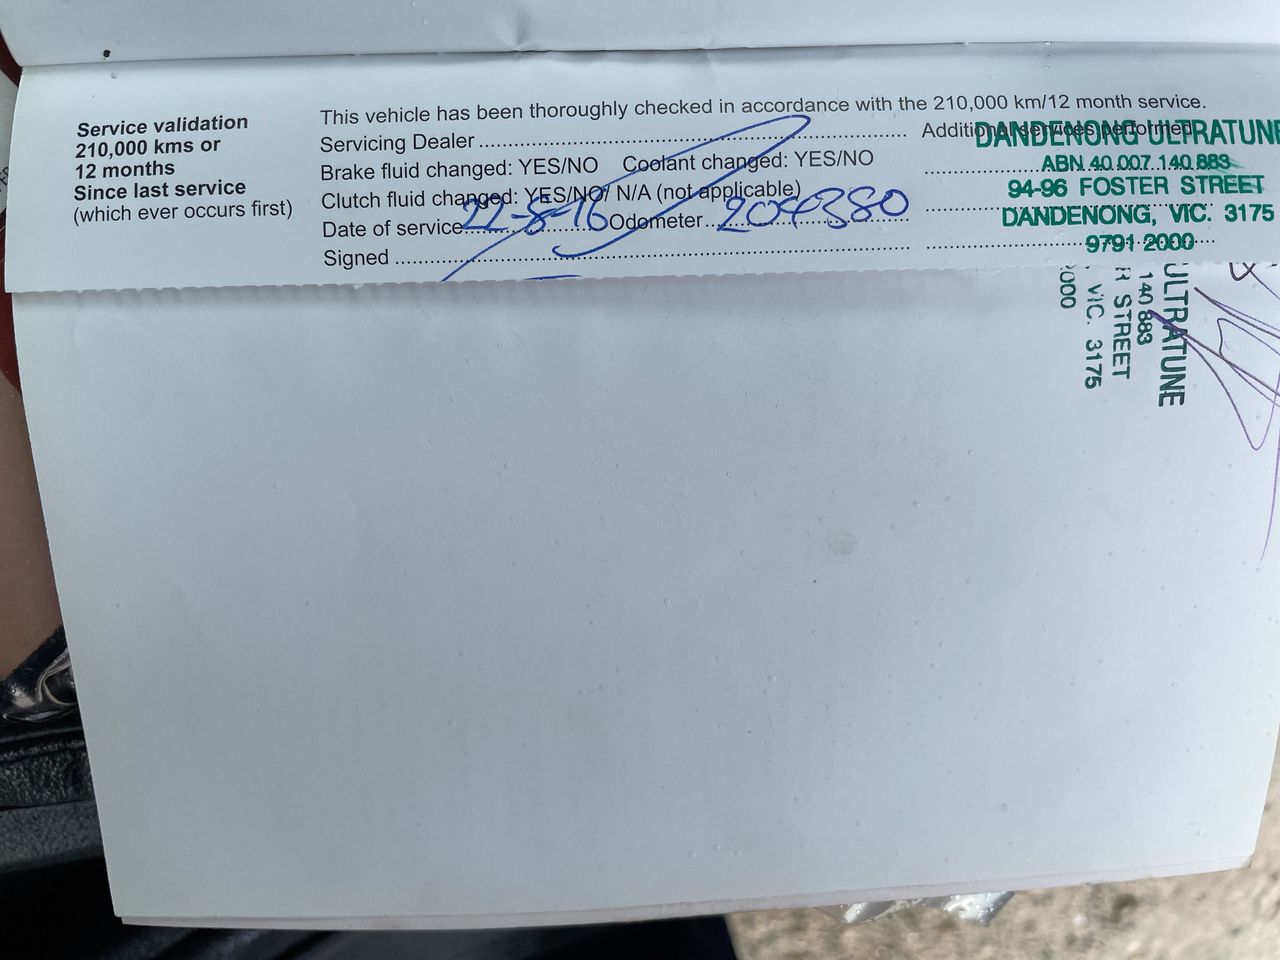 Service validation
210,000 kms or
12 months
Since last service
(which ever occurs first)
This vehicle has been thoroughly checked in accordance with the 210,000 km/12 month service.
Servicing Dealer
Additional services performed
Brake fluid changed: YES/NO Coolant changed: YES/NO
Clutch fluid changed: YES/NO/ N/A (not applicable)
Date of service 22-8-16 Odometer 204380
Signed
DANDENONG ULTRATUNE
ABN 40 007 140 883
94-96 FOSTER STREET
DANDENONG, VIC. 3175
9791 2000
ULTRATUNE
140 883
R STREET
VIC. 3175
000